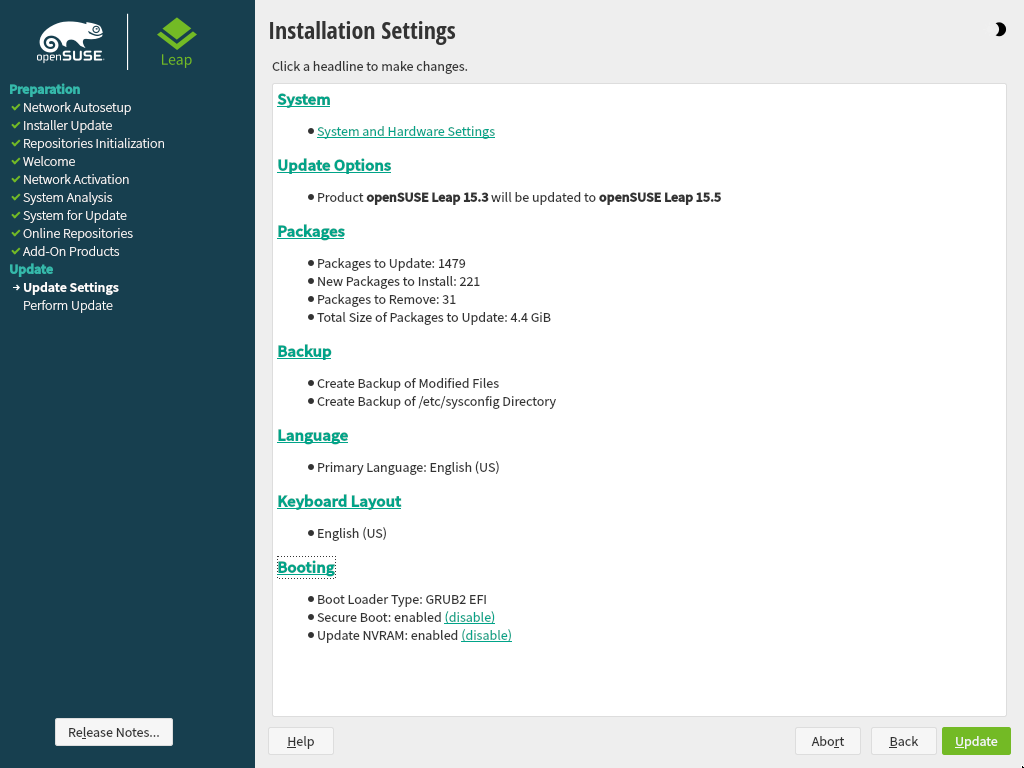 openSUSE
Leap
Preparation
Network Autosetup
Installer Update
Repositories Initialization
Welcome
Network Activation
System Analysis
System for Update
Online Repositories
Add-On Products
Update
Update Settings
Perform Update
Release Notes...
Installation Settings
Click a headline to make changes.
System
System and Hardware Settings
Update Options
Product openSUSE Leap 15.3 will be updated to openSUSE Leap 15.5
Packages
Packages to Update: 1479
New Packages to Install: 221
Packages to Remove: 31
Total Size of Packages to Update: 4.4 GiB
Backup
Create Backup of Modified Files
Create Backup of /etc/sysconfig Directory
Language
Primary Language: English (US)
Keyboard Layout
English (US)
Booting
Boot Loader Type: GRUB2 EFI
Secure Boot: enabled (disable)
Update NVRAM: enabled (disable)
Help
Abort
Back
Update